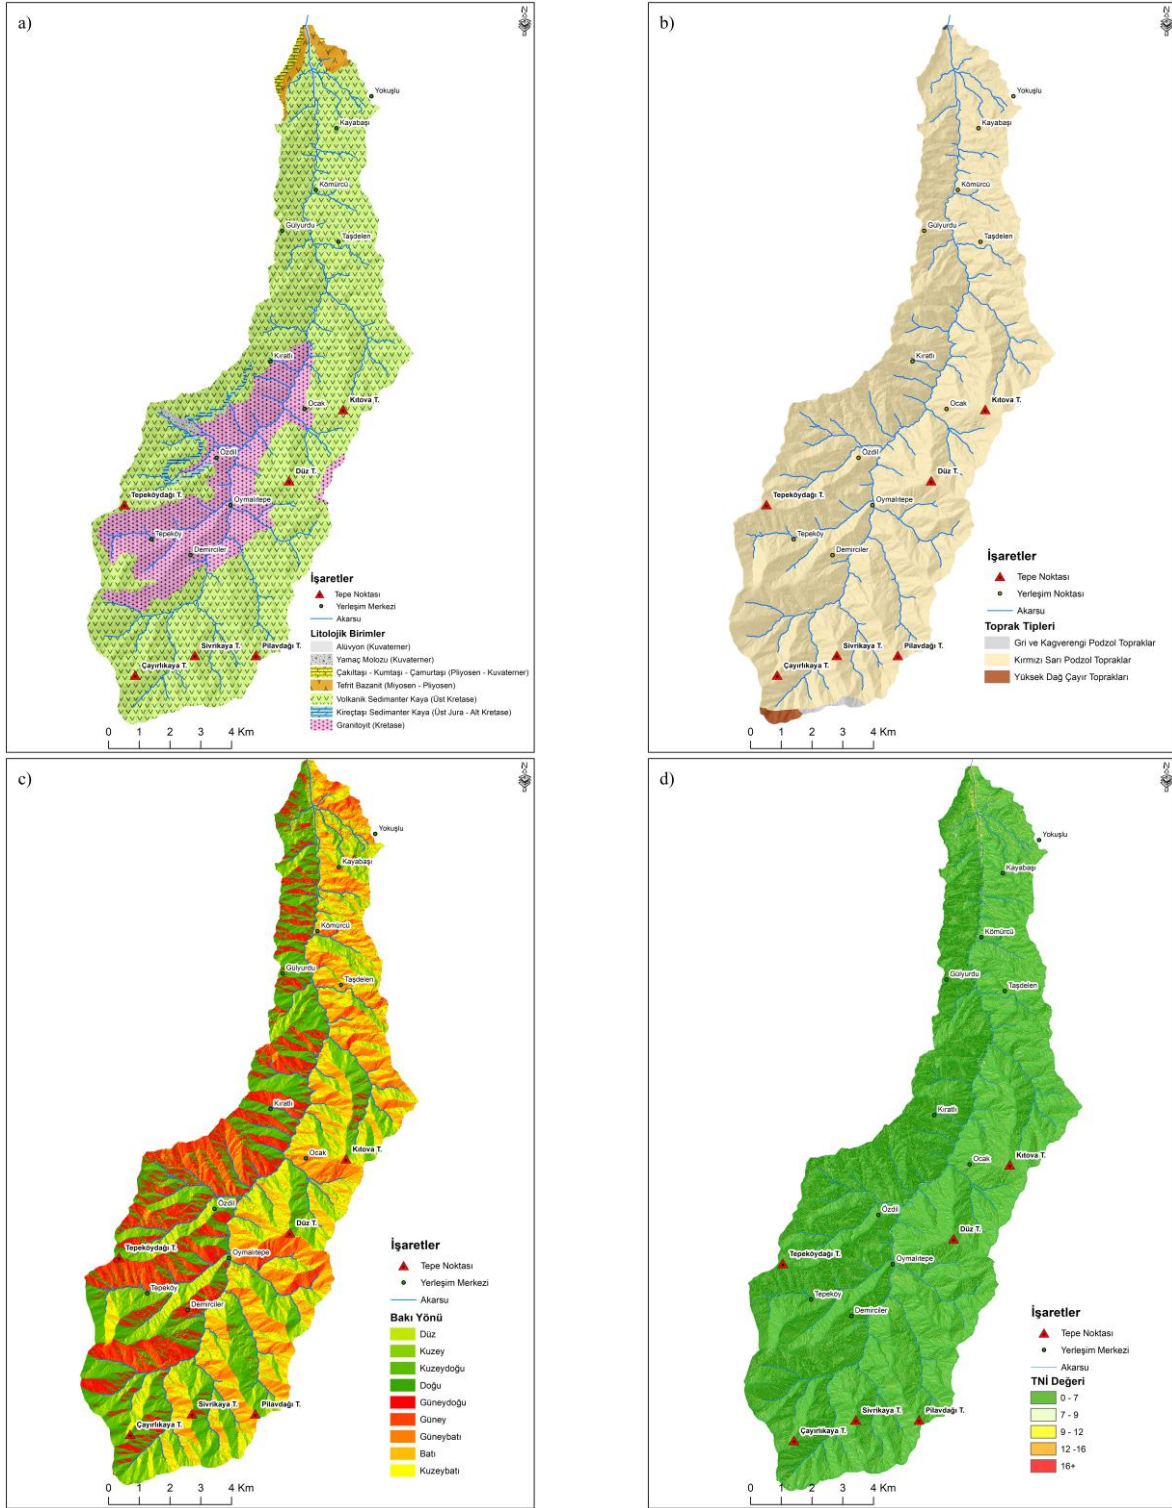 a)
N
Yokuşlu
Kayabaşı
Kömürcü
Gülyurdu
Taşdelen
Kıratlı
Ocak
Kıtova T.
Özdil
Düz T.
Tepeköydağı T.
Oymalıtepe
Tepeköy
Demirciler
Sivrikaya T.
Pilavdağı T.
Çayırlıkaya T.
İşaretler
Tepe Noktası
Yerleşim Merkezi
Akarsu
Litolojik Birimler
Alüvyon (Kuvaterner)
Yamaç Molozu (Kuvaterner)
Çakıltaşı - Kumtaşı - Çamurtaşı (Pliyosen - Kuvaterner)
Tefrit Bazanit (Miyosen - Pliyosen)
Volkanik Sedimanter Kaya (Üst Kretase)
Kireçtaşı Sedimanter Kaya (Üst Jura - Alt Kretase)
Granitoyit (Kretase)
0 1 2 3 4 Km
b)
N
Yokuşlu
Kayabaşı
Kömürcü
Gülyurdu
Taşdelen
Kıratlı
Ocak
Kıtova T.
Özdil
Düz T.
Tepeköydağı T.
Oymalıtepe
Tepeköy
Demirciler
Sivrikaya T.
Pilavdağı T.
Çayırlıkaya T.
İşaretler
Tepe Noktası
Yerleşim Noktası
Akarsu
Toprak Tipleri
Gri ve Kagverengi Podzol Topraklar
Kırmızı Sarı Podzol Topraklar
Yüksek Dağ Çayır Toprakları
0 1 2 3 4 Km
c)
N
Yokuşlu
Kayabaşı
Kömürcü
Gülyurdu
Taşdelen
Kıratlı
Ocak
Kıtova T.
Özdil
Düz T.
Tepeköydağı T.
Oymalıtepe
Tepeköy
Demirciler
Sivrikaya T.
Pilavdağı T.
Çayırlıkaya T.
İşaretler
Tepe Noktası
Yerleşim Merkezi
Akarsu
Bakı Yönü
Düz
Kuzey
Kuzeydoğu
Doğu
Güneydoğu
Güney
Güneybatı
Batı
Kuzeybatı
0 1 2 3 4 Km
d)
N
Yokuşlu
Kayabaşı
Kömürcü
Gülyurdu
Taşdelen
Kıratlı
Ocak
Kıtova T.
Özdil
Düz T.
Tepeköydağı T.
Oymalıtepe
Tepeköy
Demirciler
Sivrikaya T.
Pilavdağı T.
Çayırlıkaya T.
İşaretler
Tepe Noktası
Yerleşim Merkezi
Akarsu
TNİ Değeri
0 - 7
7 - 9
9 - 12
12 -16
16+
0 1 2 3 4 Km